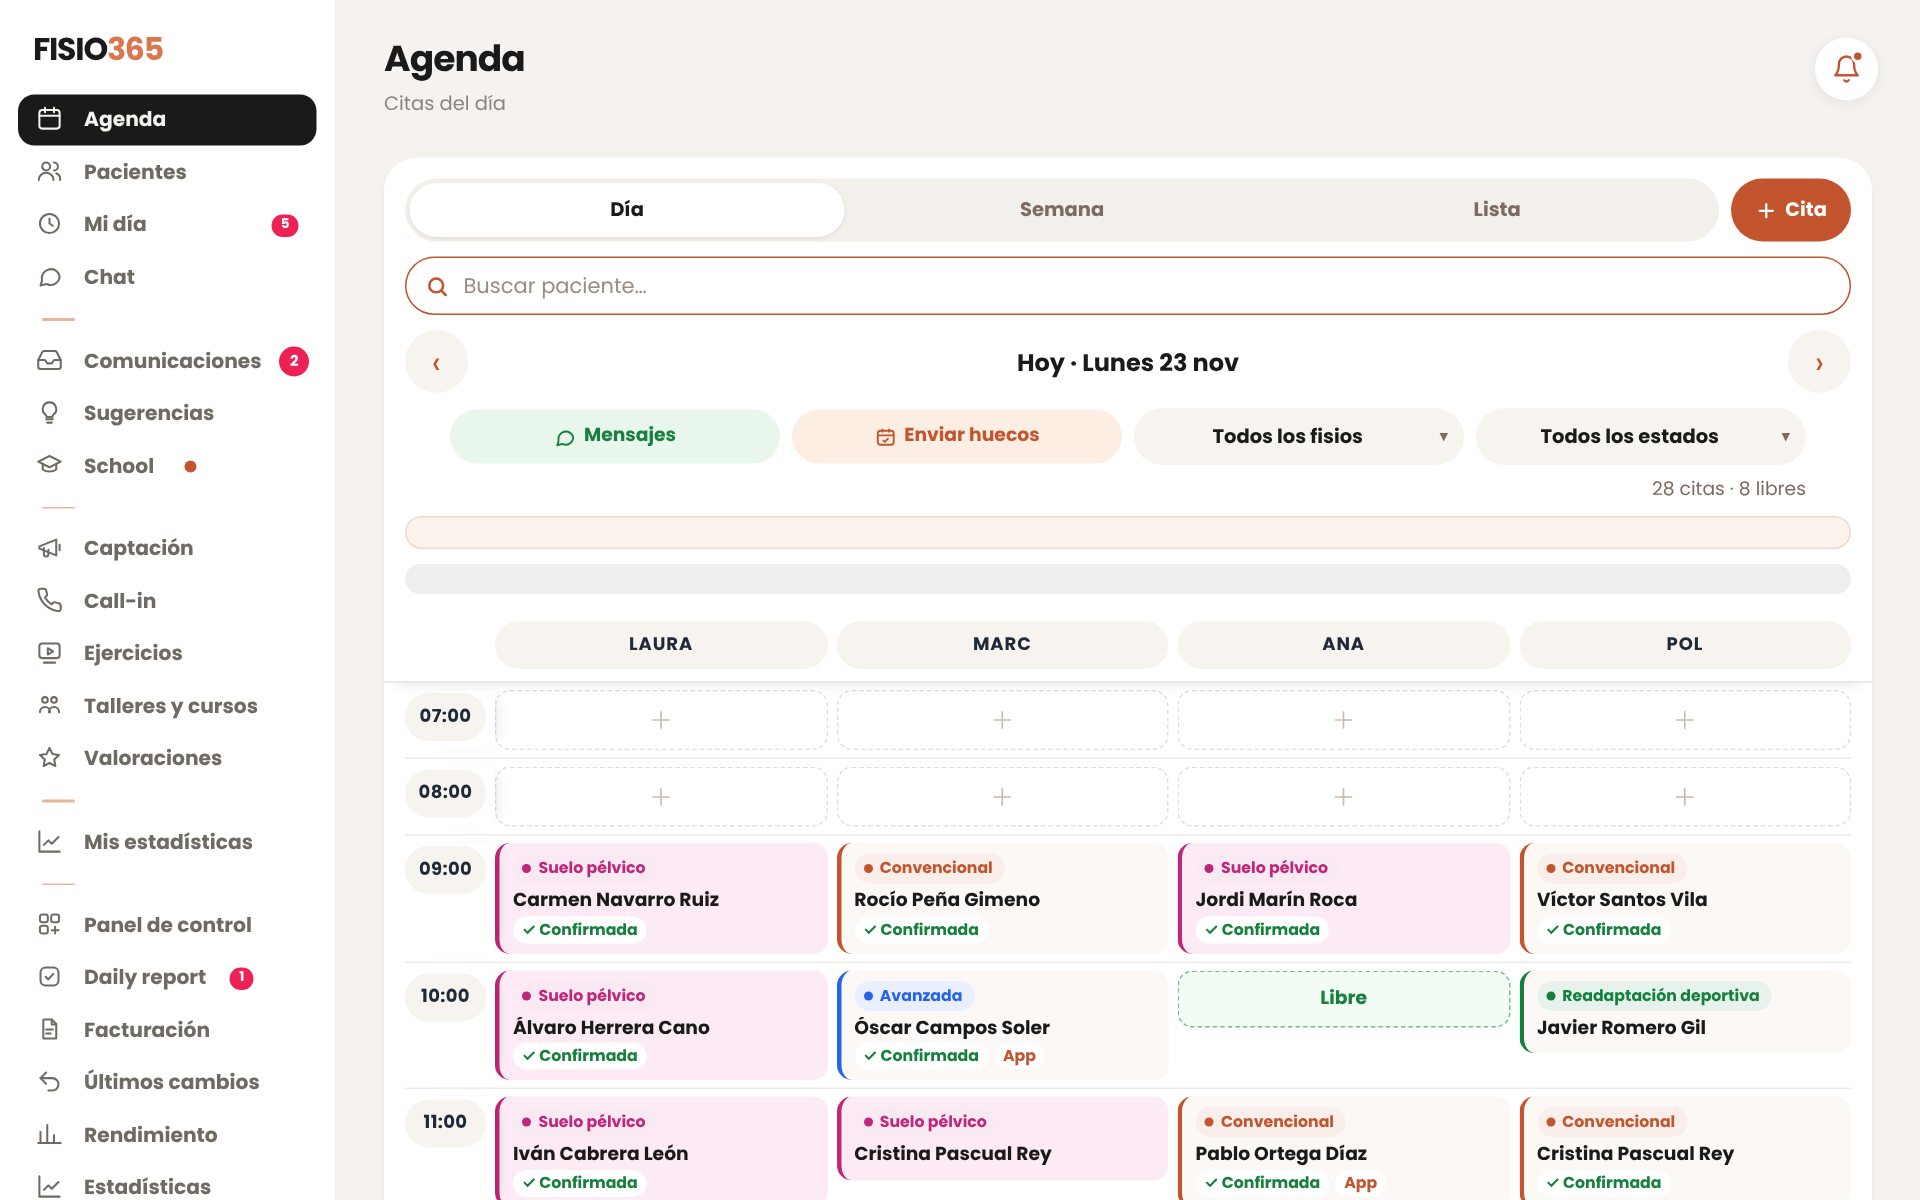 FISIO365
Agenda
Pacientes
Mi día 5
Chat
Comunicaciones 2
Sugerencias
School
Captación
Call-in
Ejercicios
Talleres y cursos
Valoraciones
Mis estadísticas
Panel de control
Daily report 1
Facturación
Últimos cambios
Rendimiento
Estadísticas
Agenda
Citas del día
Día Semana Lista + Cita
Buscar paciente...
‹ Hoy · Lunes 23 nov ›
Mensajes Enviar huecos Todos los fisios ▼ Todos los estados ▼
28 citas · 8 libres
LAURA MARC ANA POL
07:00 + + + +
08:00 + + + +
09:00 Suelo pélvico Convencional Suelo pélvico Convencional
Carmen Navarro Ruiz Rocío Peña Gimeno Jordi Marín Roca Víctor Santos Vila
✓ Confirmada ✓ Confirmada ✓ Confirmada ✓ Confirmada
10:00 Suelo pélvico Avanzada Libre Readaptación deportiva
Álvaro Herrera Cano Óscar Campos Soler Javier Romero Gil
✓ Confirmada ✓ Confirmada App
11:00 Suelo pélvico Suelo pélvico Convencional Convencional
Iván Cabrera León Cristina Pascual Rey Pablo Ortega Díaz Cristina Pascual Rey
✓ Confirmada ✓ Confirmada App ✓ Confirmada